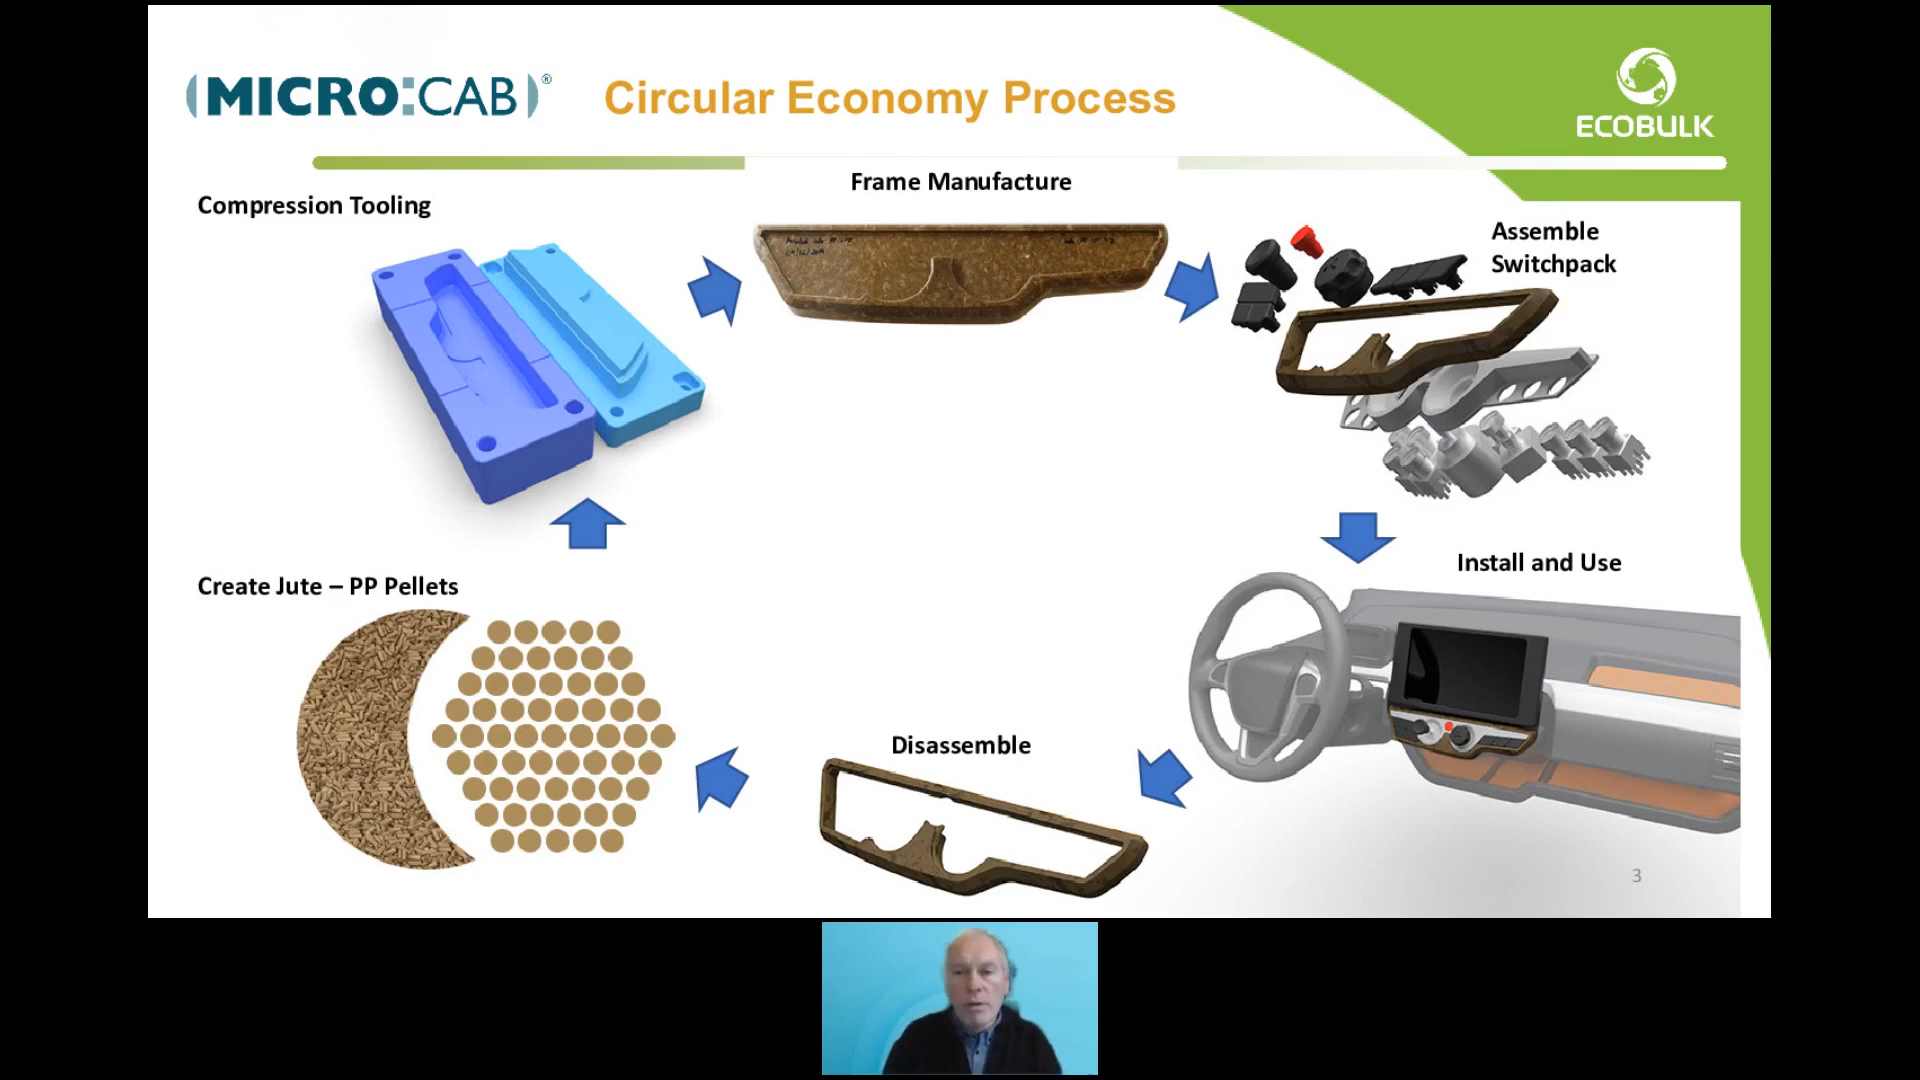 (MICRO:CAB)®
Circular Economy Process
ECOBULK
Frame Manufacture
Compression Tooling
Assemble
Switchpack
Install and Use
Create Jute – PP Pellets
Disassemble
3